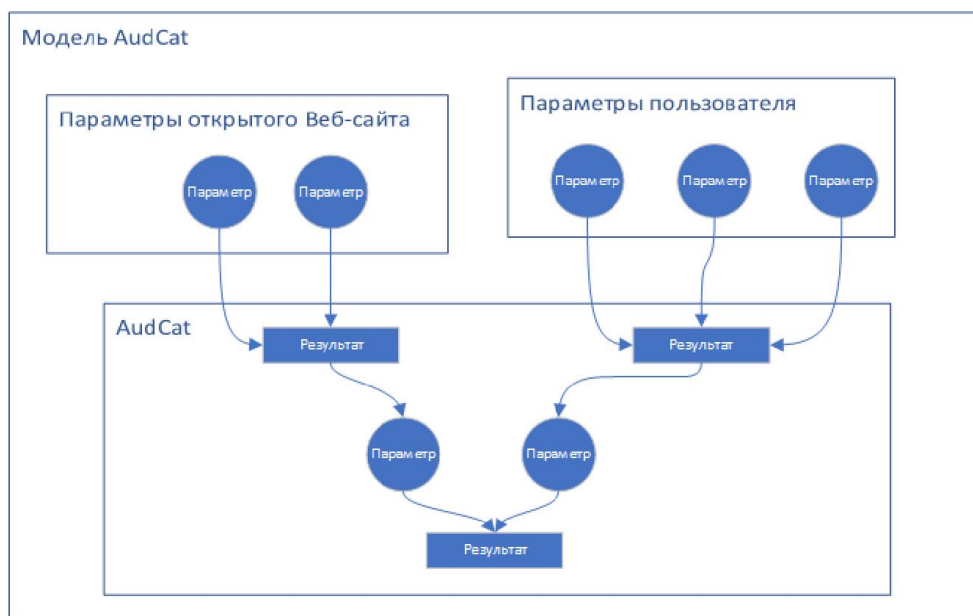 Модель AudCat
Параметры открытого Веб-сайта
Параметр
Параметр
Параметры пользователя
Параметр
Параметр
Параметр
AudCat
Результат
Результат
Параметр
Параметр
Результат